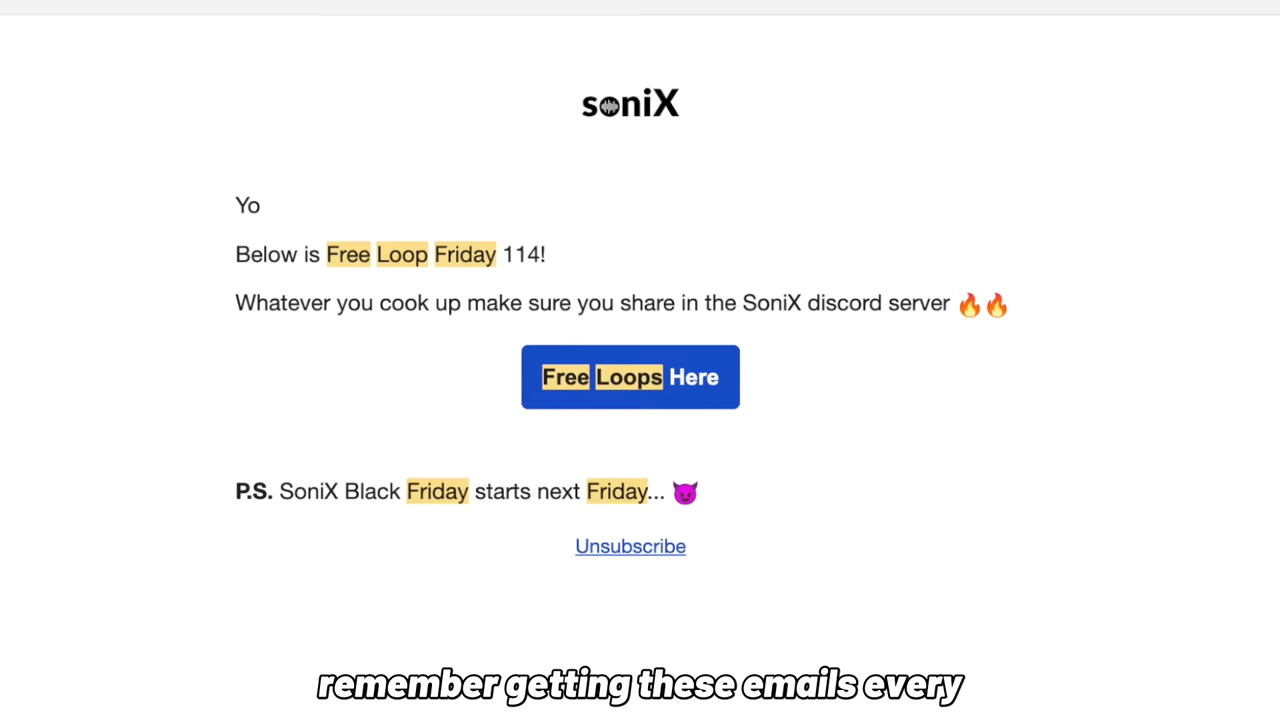 soniX
Yo
Below is Free Loop Friday 114!
Whatever you cook up make sure you share in the SoniX discord server 🔥🔥
Free Loops Here
P.S. SoniX Black Friday starts next Friday... 😈
Unsubscribe
remember getting these emails every